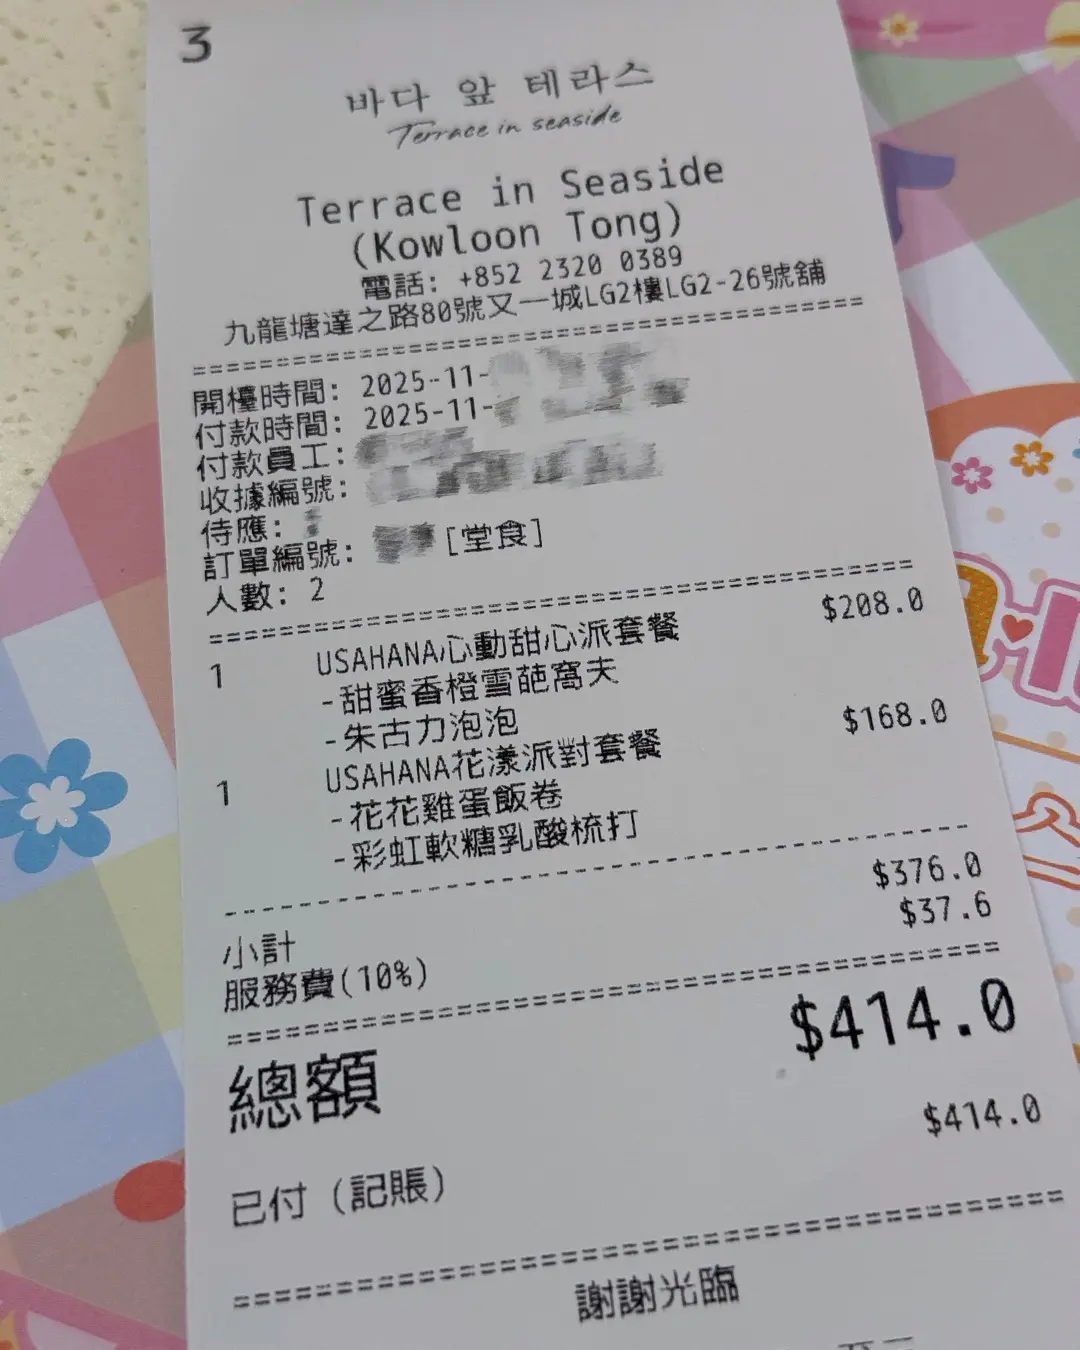 3
바다 앞 테라스
Terrace in seaside
Terrace in Seaside
(Kowloon Tong)
電話: +852 2320 0389
九龍塘達之路80號又一城LG2樓LG2-26號舖
開檯時間: 2025-11-
付款時間: 2025-11-
付款員工:
收據編號:
侍應:
訂單編號: [堂食]
人數: 2
1 USAHANA心動甜心派套餐 $208.0
-甜蜜香橙雪葩窩夫
-朱古力泡泡
1 USAHANA花漾派對套餐 $168.0
-花花雞蛋飯卷
-彩虹軟糖乳酸梳打
小計 $376.0
服務費(10%) $37.6
總額 $414.0
已付 (記賬) $414.0
謝謝光臨